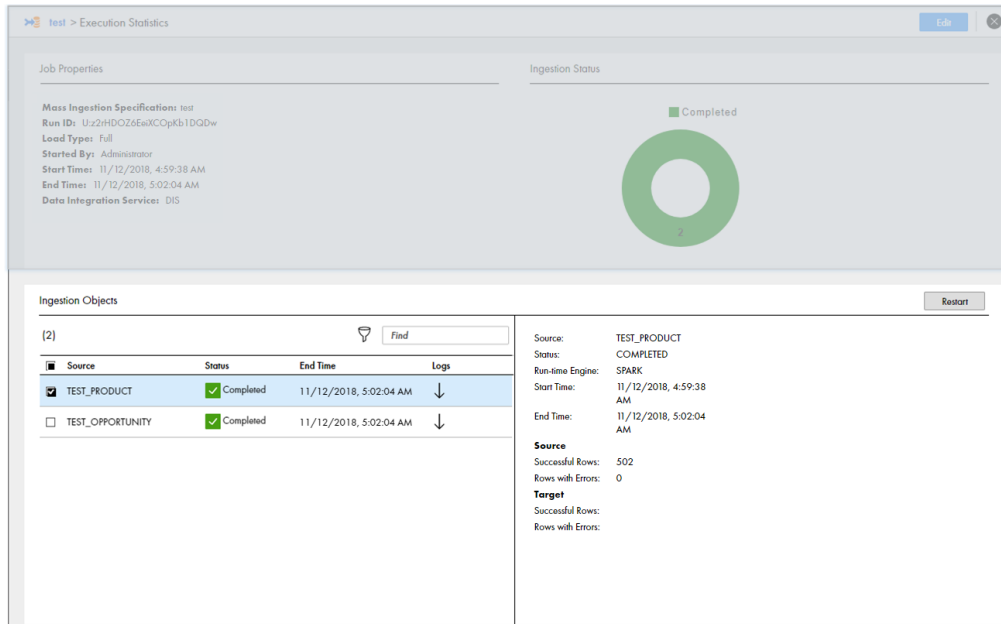 test > Execution Statistics
Edit
Job Properties
Mass Ingestion Specification: test
Run ID: U:z2rHDOZ6EeiXCOpKb1DQDw
Load Type: Full
Started By: Administrator
Start Time: 11/12/2018, 4:59:38 AM
End Time: 11/12/2018, 5:02:04 AM
Data Integration Service: DIS
Ingestion Status
Completed
2
Ingestion Objects
Restart
(2)
Find
Source Status End Time Logs
TEST_PRODUCT Completed 11/12/2018, 5:02:04 AM
TEST_OPPORTUNITY Completed 11/12/2018, 5:02:04 AM
Source: TEST_PRODUCT
Status: COMPLETED
Run-time Engine: SPARK
Start Time: 11/12/2018, 4:59:38
AM
End Time: 11/12/2018, 5:02:04
AM
Source
Successful Rows: 502
Rows with Errors: 0
Target
Successful Rows:
Rows with Errors: